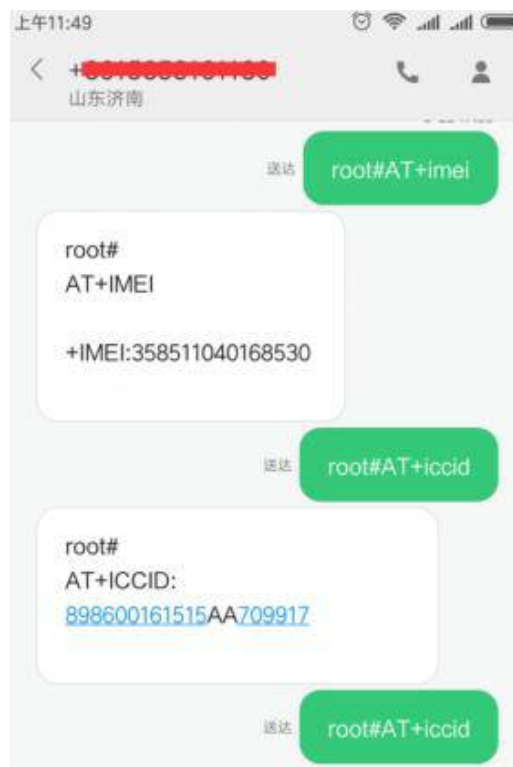 上午11:49
山东济南
送达
root#AT+imei
root#
AT+IMEI
+IMEI:358511040168530
送达
root#AT+iccid
root#
AT+ICCID:
898600161515AA709917
送达
root#AT+iccid